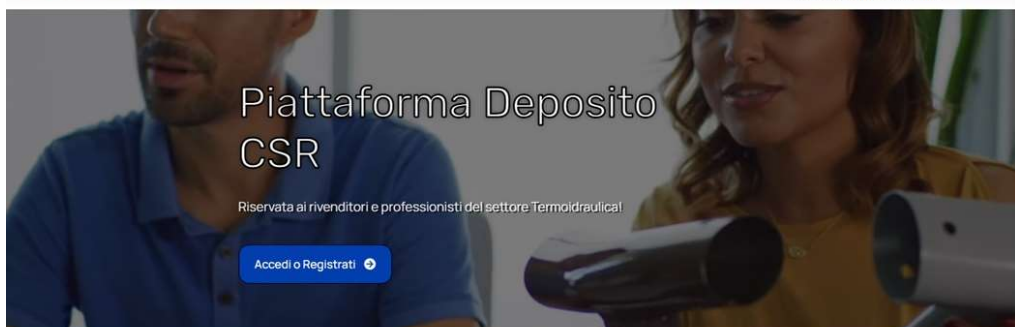 Piattaforma Deposito
CSR
Riservata ai rivenditori e professionisti del settore Termoidraulica!
Accedi o Registrati